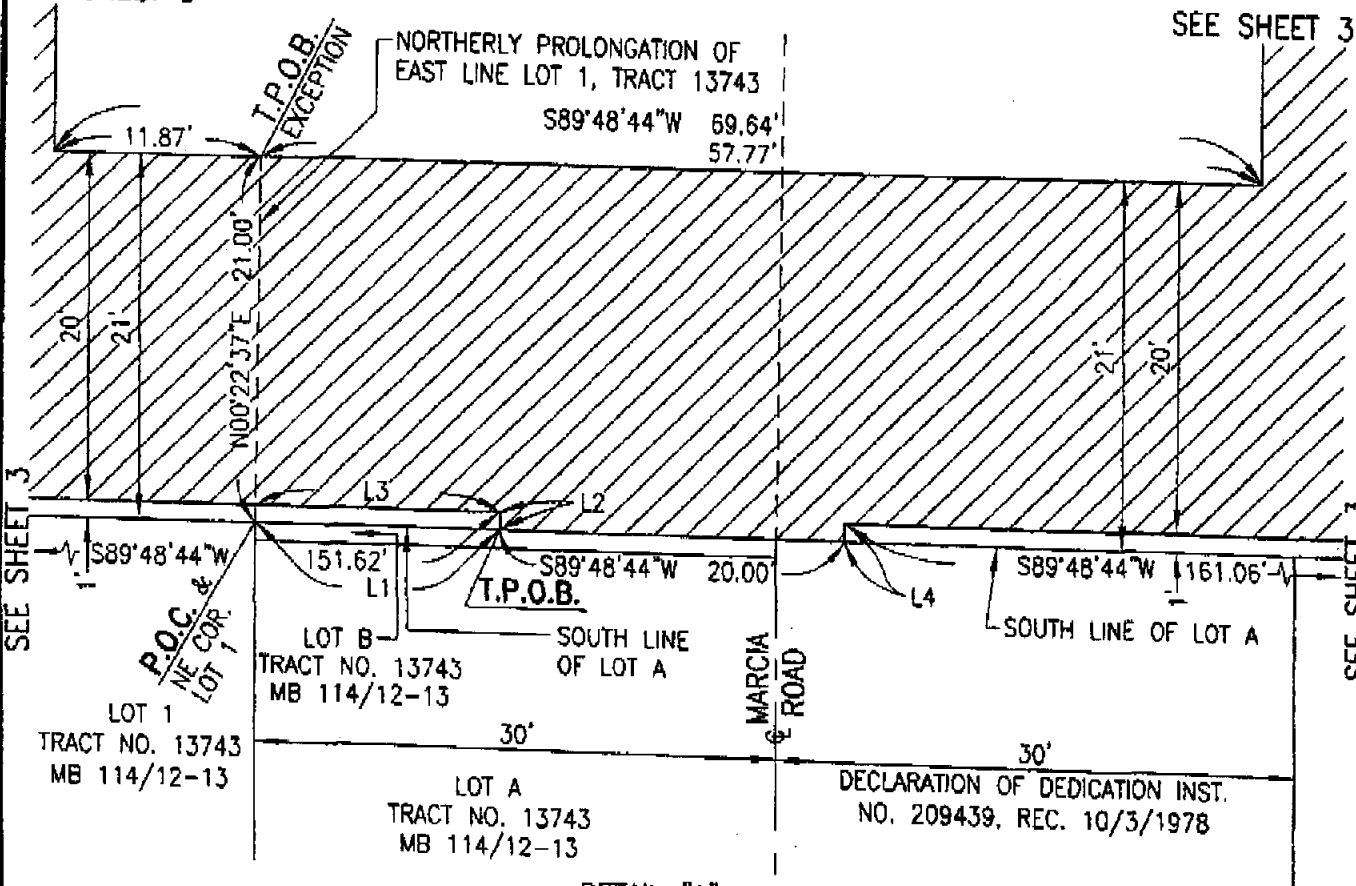 SEE SHEET 3
NORTHERLY PROLONGATION OF
EAST LINE LOT 1, TRACT 13743
T.P.O.B.
EXCEPTION
S89°48'44"W 69.64'
57.77'
11.87'
20'
21'
N00°22'37"E 21.00'
21'
20'
L3
L2
SEE SHEET 3
S89°48'44"W
1'
151.62'
L1
S89°48'44"W 20.00'
T.P.O.B.
L4
S89°48'44"W 161.06'
1'
SEE SHEET
P.O.C. &
NE COR.
LOT 1
LOT B
TRACT NO. 13743
MB 114/12-13
SOUTH LINE
OF LOT A
SOUTH LINE OF LOT A
MARCIA
ROAD
LOT 1
TRACT NO. 13743
MB 114/12-13
30'
30'
LOT A
TRACT NO. 13743
MB 114/12-13
DECLARATION OF DEDICATION INST.
NO. 209439, REC. 10/3/1978